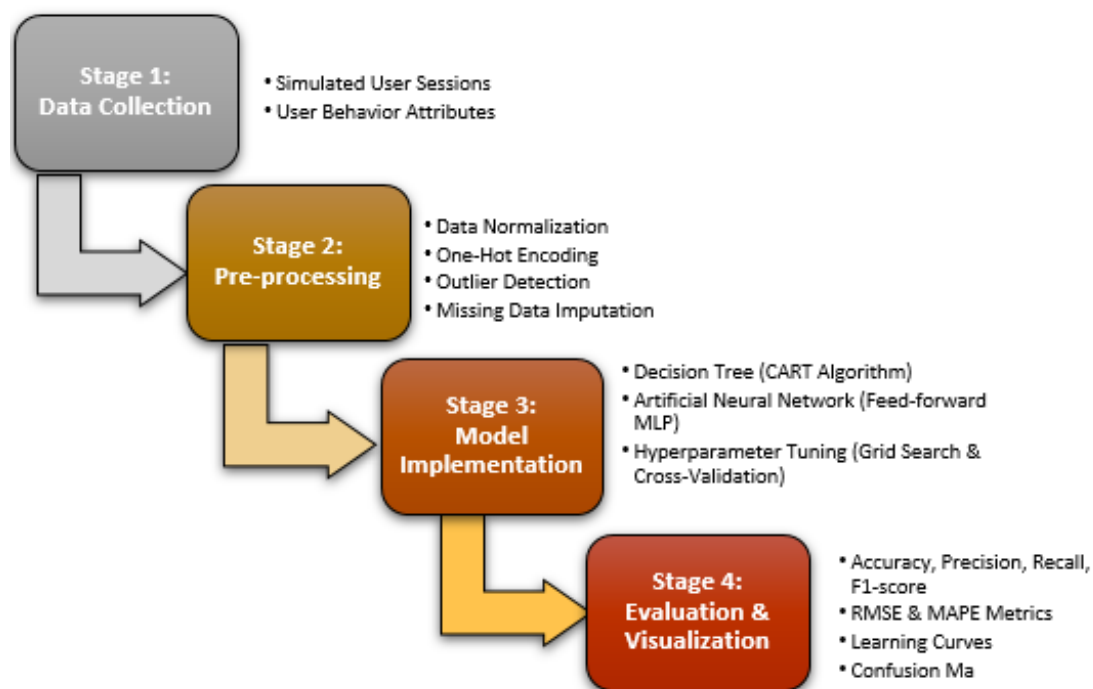 Stage 1:
Data Collection
• Simulated User Sessions
• User Behavior Attributes
Stage 2:
Pre-processing
• Data Normalization
• One-Hot Encoding
• Outlier Detection
• Missing Data Imputation
Stage 3:
Model
Implementation
• Decision Tree (CART Algorithm)
• Artificial Neural Network (Feed-forward
MLP)
• Hyperparameter Tuning (Grid Search &
Cross-Validation)
Stage 4:
Evaluation &
Visualization
• Accuracy, Precision, Recall,
F1-score
• RMSE & MAPE Metrics
• Learning Curves
• Confusion Ma